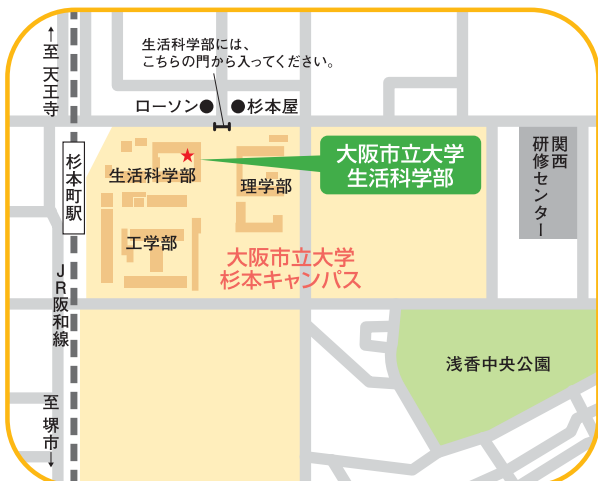 ↑至 天王寺
生活科学部には、
こちらの門から入ってください。
ローソン●
●杉本屋
杉本町駅
生活科学部
理学部
大阪市立大学
生活科学部
関西
研修センター
工学部
大阪市立大学
杉本キャンパス
JR阪和線
浅香中央公園
至 堺市↓